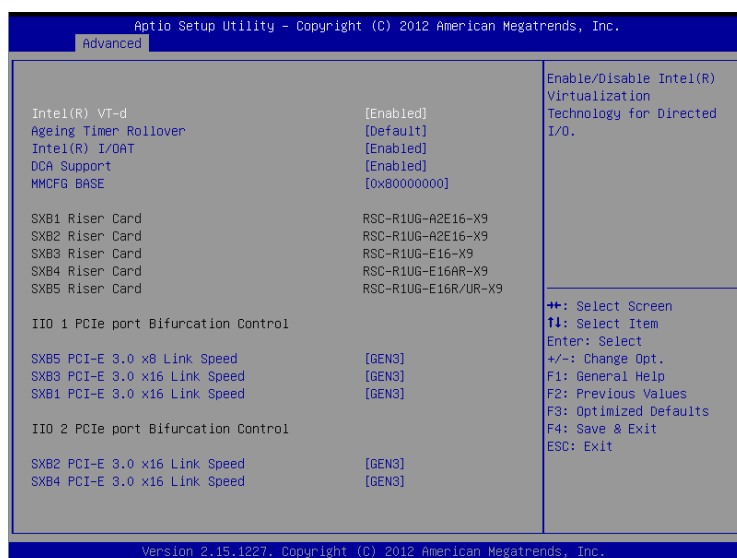 Aptio Setup Utility – Copyright (C) 2012 American Megatrends, Inc.
Advanced
Intel(R) VT-d [Enabled]
Ageing Timer Rollover [Default]
Intel(R) I/OAT [Enabled]
DCA Support [Enabled]
MMCFG BASE [0x80000000]
SXB1 Riser Card RSC-R1UG-A2E16-X9
SXB2 Riser Card RSC-R1UG-A2E16-X9
SXB3 Riser Card RSC-R1UG-E16-X9
SXB4 Riser Card RSC-R1UG-E16AR-X9
SXB5 Riser Card RSC-R1UG-E16R/UR-X9
IIO 1 PCIe port Bifurcation Control
SXB5 PCI-E 3.0 x8 Link Speed [GEN3]
SXB3 PCI-E 3.0 x16 Link Speed [GEN3]
SXB1 PCI-E 3.0 x16 Link Speed [GEN3]
IIO 2 PCIe port Bifurcation Control
SXB2 PCI-E 3.0 x16 Link Speed [GEN3]
SXB4 PCI-E 3.0 x16 Link Speed [GEN3]
Enable/Disable Intel(R)
Virtualization
Technology for Directed
I/O.
→←: Select Screen
↑↓: Select Item
Enter: Select
+/-: Change Opt.
F1: General Help
F2: Previous Values
F3: Optimized Defaults
F4: Save & Exit
ESC: Exit
Version 2.15.1227. Copyright (C) 2012 American Megatrends, Inc.